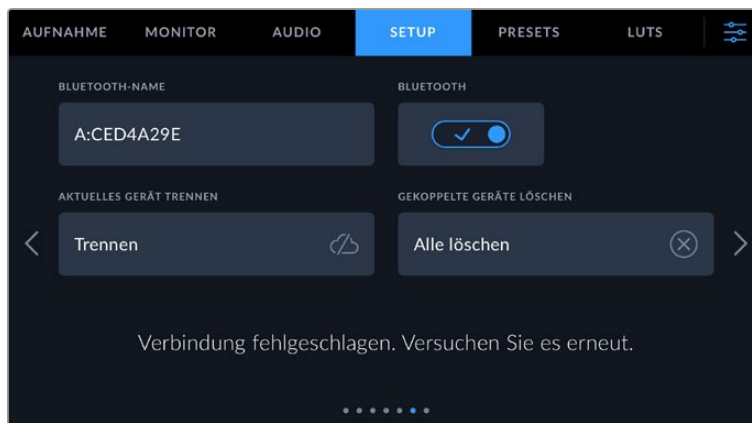 AUFNAHME MONITOR AUDIO SETUP PRESETS LUTS
BLUETOOTH-NAME BLUETOOTH
A:CED4A29E
AKTUELLES GERÄT TRENNEN GEKOPPELTE GERÄTE LÖSCHEN
Trennen Alle löschen
Verbindung fehlgeschlagen. Versuchen Sie es erneut.